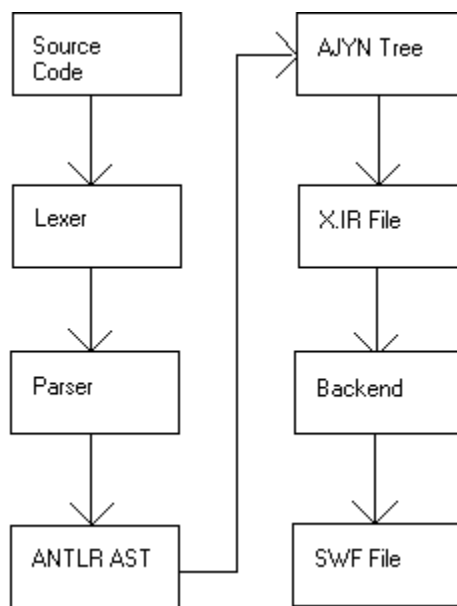 Source
Code
Lexer
Parser
ANTLR AST
AJYN Tree
X.IR File
Backend
SWF File